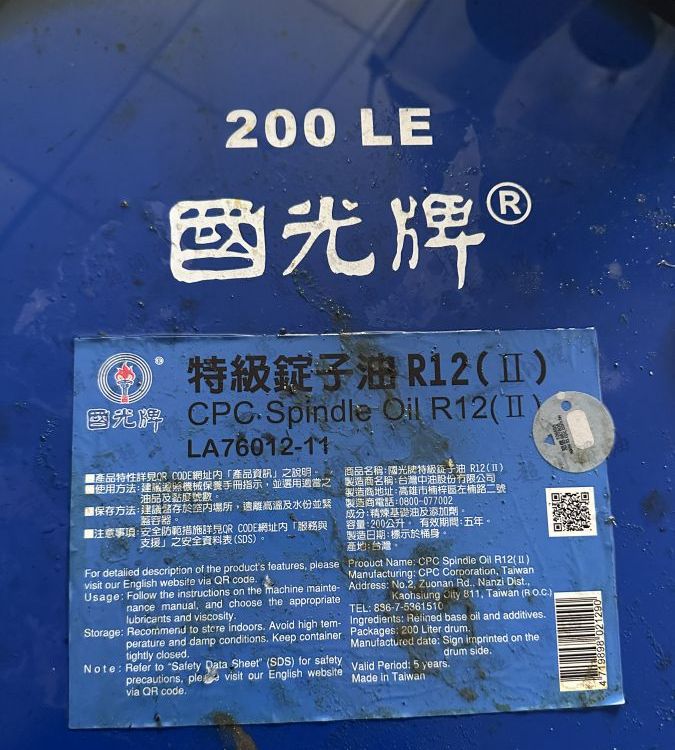 200 LE
國光牌®
國光牌
特級錠子油 R12(II)
CPC Spindle Oil R12(II)
LA76012-11
■產品特性詳見QR CODE網址內「產品資訊」之說明。
■使用方法:建議遵照機械保養手冊指示,並選用適當之
油品及黏度號數。
保存方法:建議儲存於室內場所,遠離高溫及水份並緊
蓋容器。
■注意事項:安全防範措施詳見QR CODE網址內「服務與
支援」之安全資料表(SDS)。
商品名稱:國光牌特級錠子油 R12(II)
製造商名稱:台灣中油股份有限公司
製造商地址:高雄市楠梓區左楠路二號
製造商電話:0800-077002
成分:精煉基礎油及添加劑。
容量:200公升。 有效期間:五年。
製造日期:標示於桶身。
產地:台灣。
For detailed description of the product's features, please
visit our English website via QR code.
Usage: Follow the instructions on the machine mainte-
nance manual, and choose the appropriate
lubricants and viscosity.
Storage: Recommend to store indoors. Avoid high tem-
perature and damp conditions. Keep container
tightly closed.
Note: Refer to "Safety Data Sheet" (SDS) for safety
precautions, please visit our English website
via QR code.
Product Name: CPC Spindle Oil R12(II)
Manufacturing: CPC Corporation, Taiwan
Address: No.2, Zuonan Rd., Nanzi Dist.,
Kaohsiung City 811, Taiwan (R.O.C.)
TEL: 886-7-5361510
Ingredients: Refined base oil and additives.
Packages: 200 Liter drum.
Manufactured date: Sign imprinted on the
drum side.
Valid Period: 5 years.
Made in Taiwan
4 719898 021290